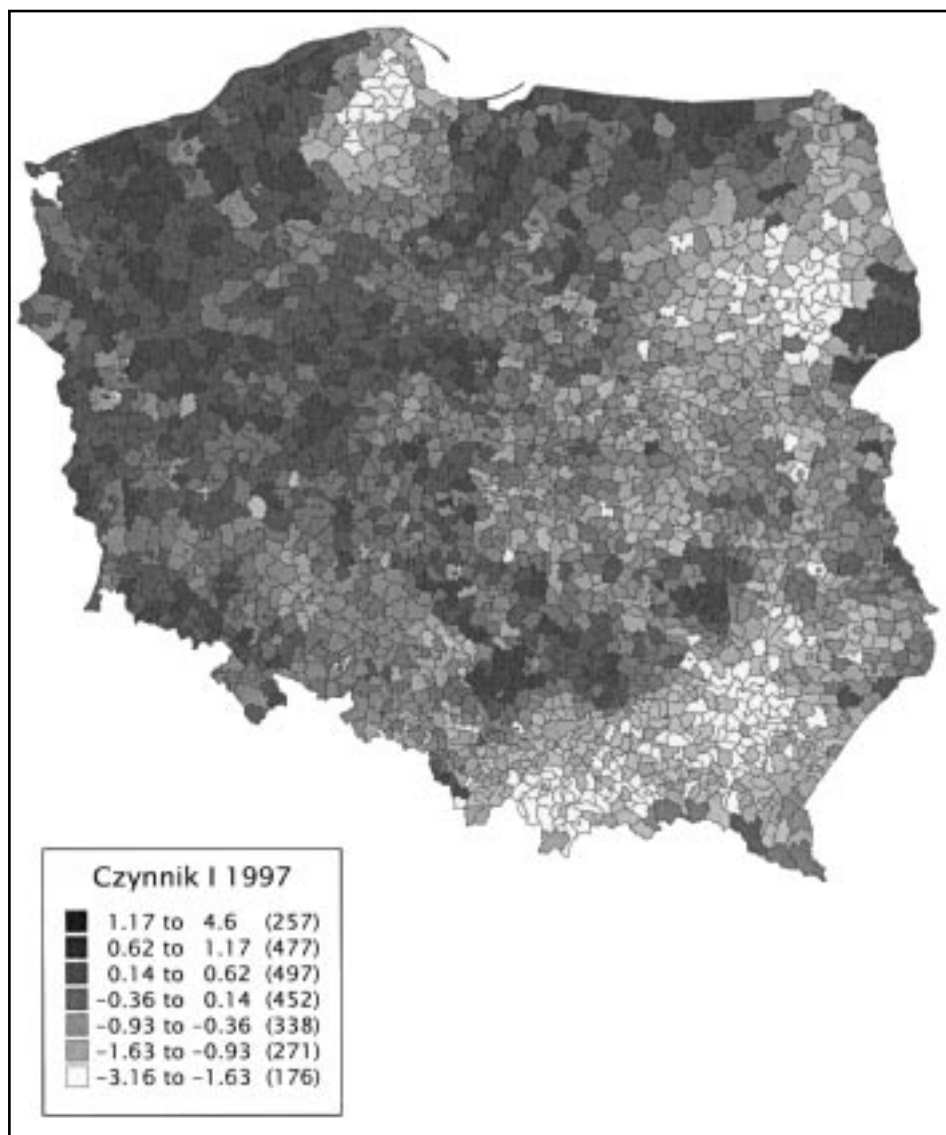 Czynnik I 1997
1.17 to 4.6 (257)
0.62 to 1.17 (477)
0.14 to 0.62 (497)
−0.36 to 0.14 (452)
−0.93 to −0.36 (338)
−1.63 to −0.93 (271)
−3.16 to −1.63 (176)